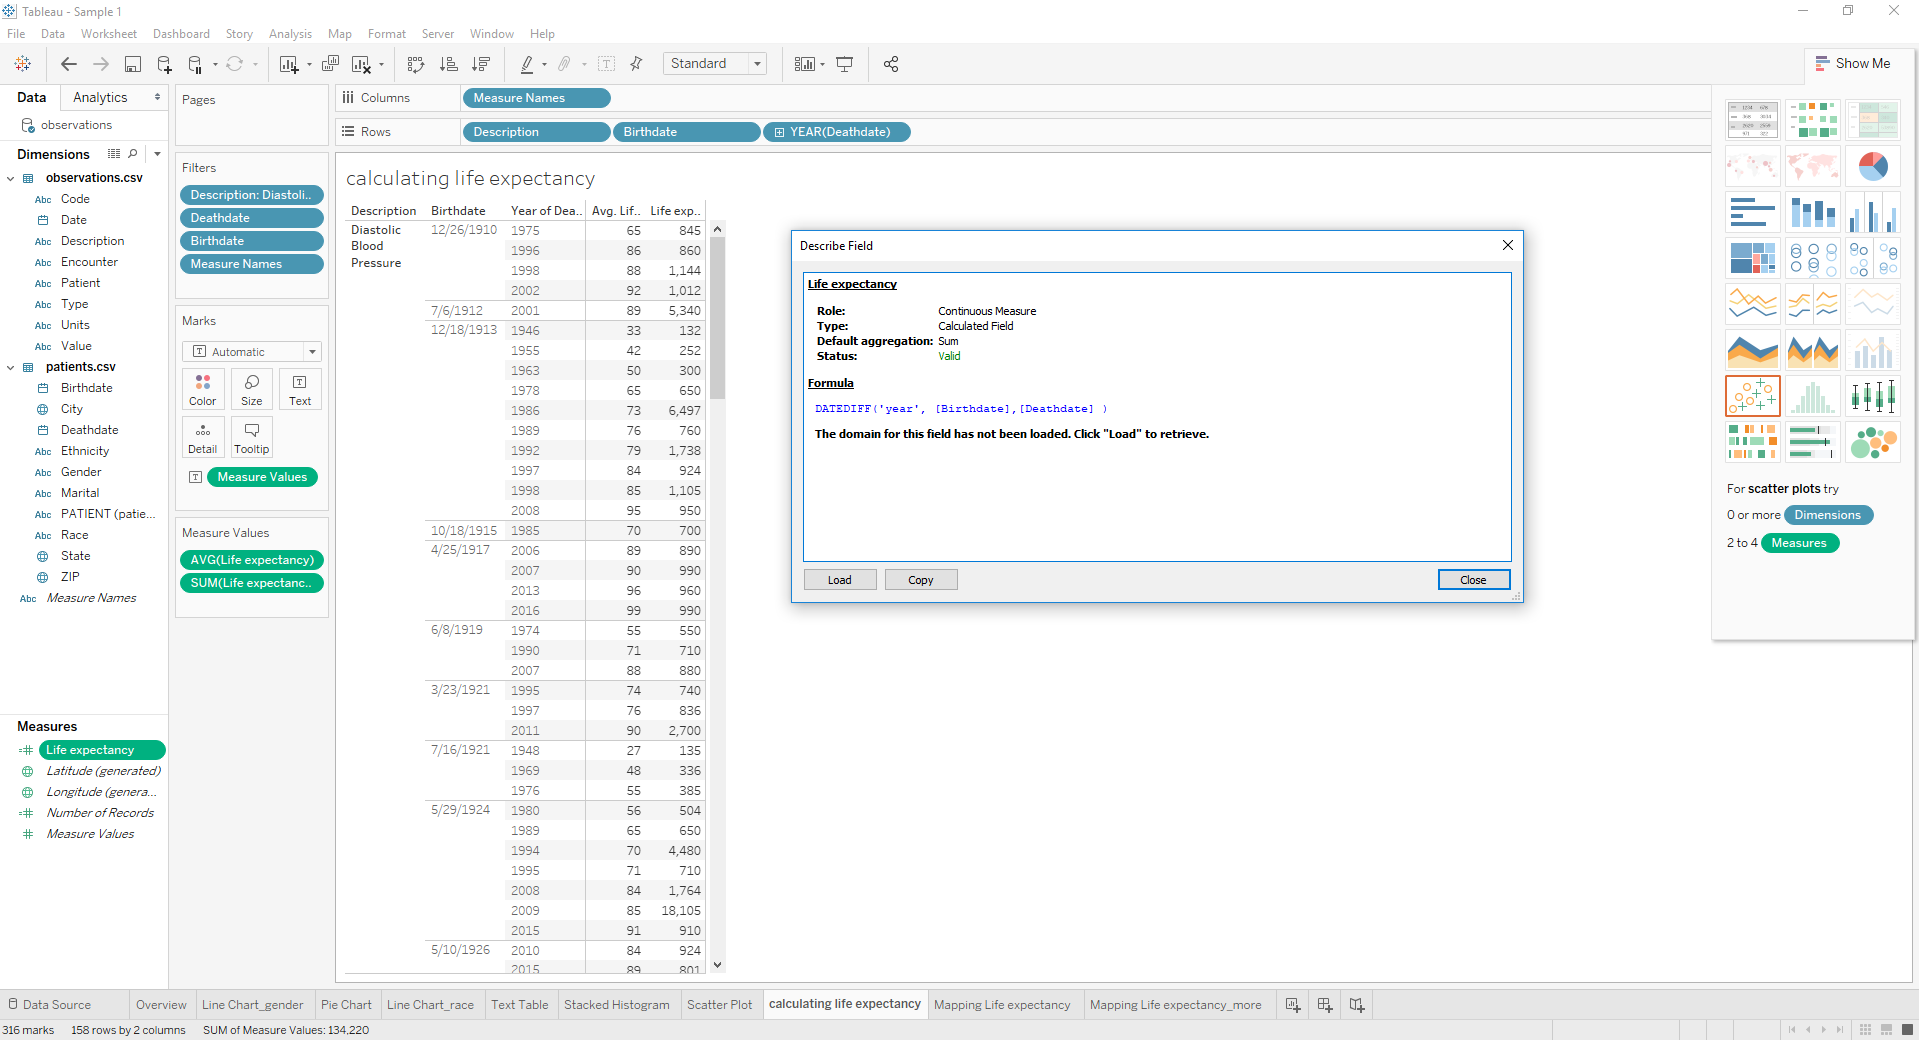 Tableau - Sample 1
File Data Worksheet Dashboard Story Analysis Map Format Server Window Help
Standard
Show Me
Data
Analytics
observations
Dimensions
observations.csv
Abc Code
Date
Abc Description
Abc Encounter
Abc Patient
Abc Type
Abc Units
Abc Value
patients.csv
Birthdate
City
Deathdate
Abc Ethnicity
Abc Gender
Abc Marital
Abc PATIENT (patie...
Abc Race
State
ZIP
Abc Measure Names
Measures
Life expectancy
Latitude (generated)
Longitude (genera...
Number of Records
Measure Values
Pages
Filters
Description: Diastoli..
Deathdate
Birthdate
Measure Names
Marks
Automatic
Color Size Text
Detail Tooltip
Measure Values
Measure Values
AVG(Life expectancy)
SUM(Life expectanc..
Columns
Measure Names
Rows
Description Birthdate YEAR(Deathdate)
calculating life expectancy
Description Birthdate Year of Dea.. Avg. Lif.. Life exp..
Diastolic Blood Pressure 12/26/1910 1975 65 845
1996 86 860
1998 88 1,144
2002 92 1,012
7/6/1912 2001 89 5,340
12/18/1913 1946 33 132
1955 42 252
1963 50 300
1978 65 650
1986 73 6,497
1989 76 760
1992 79 1,738
1997 84 924
1998 85 1,105
2008 95 950
10/18/1915 1985 70 700
4/25/1917 2006 89 890
2007 90 990
2013 96 960
2016 99 990
6/8/1919 1974 55 550
1990 71 710
2007 88 880
3/23/1921 1995 74 740
1997 76 836
2011 90 2,700
7/16/1921 1948 27 135
1969 48 336
1976 55 385
5/29/1924 1980 56 504
1989 65 650
1994 70 4,480
1995 71 710
2008 84 1,764
2009 85 18,105
2015 91 910
5/10/1926 2010 84 924
2015 89 801
Describe Field
Life expectancy
Role: Continuous Measure
Type: Calculated Field
Default aggregation: Sum
Status: Valid
Formula
DATEDIFF('year', [Birthdate],[Deathdate] )
The domain for this field has not been loaded. Click "Load" to retrieve.
Load
Copy
Close
For scatter plots try
0 or more Dimensions
2 to 4 Measures
Data Source Overview Line Chart_gender Pie Chart Line Chart_race Text Table Stacked Histogram Scatter Plot calculating life expectancy Mapping Life expectancy Mapping Life expectancy_more
316 marks 158 rows by 2 columns SUM of Measure Values: 134,220